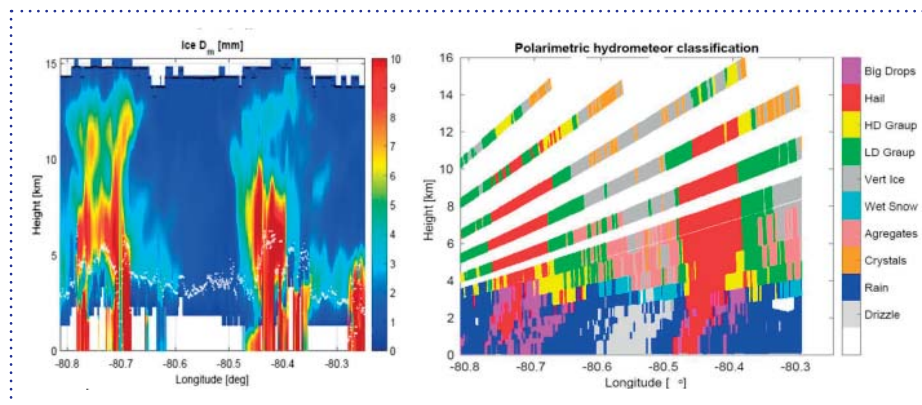 Ice Dm [mm]
15
10
5
0
Height [km]
-80.8 -80.7 -80.6 -80.5 -80.4 -80.3
Longitude [deg]
10
9
8
7
6
5
4
3
2
1
0
Polarimetric hydrometeor classification
16
14
12
10
8
6
4
2
0
Height [km]
-80.8 -80.7 -80.6 -80.5 -80.4 -80.3
Longitude [ °]
Big Drops
Hail
HD Graup
LD Graup
Vert Ice
Wet Snow
Agregates
Crystals
Rain
Drizzle